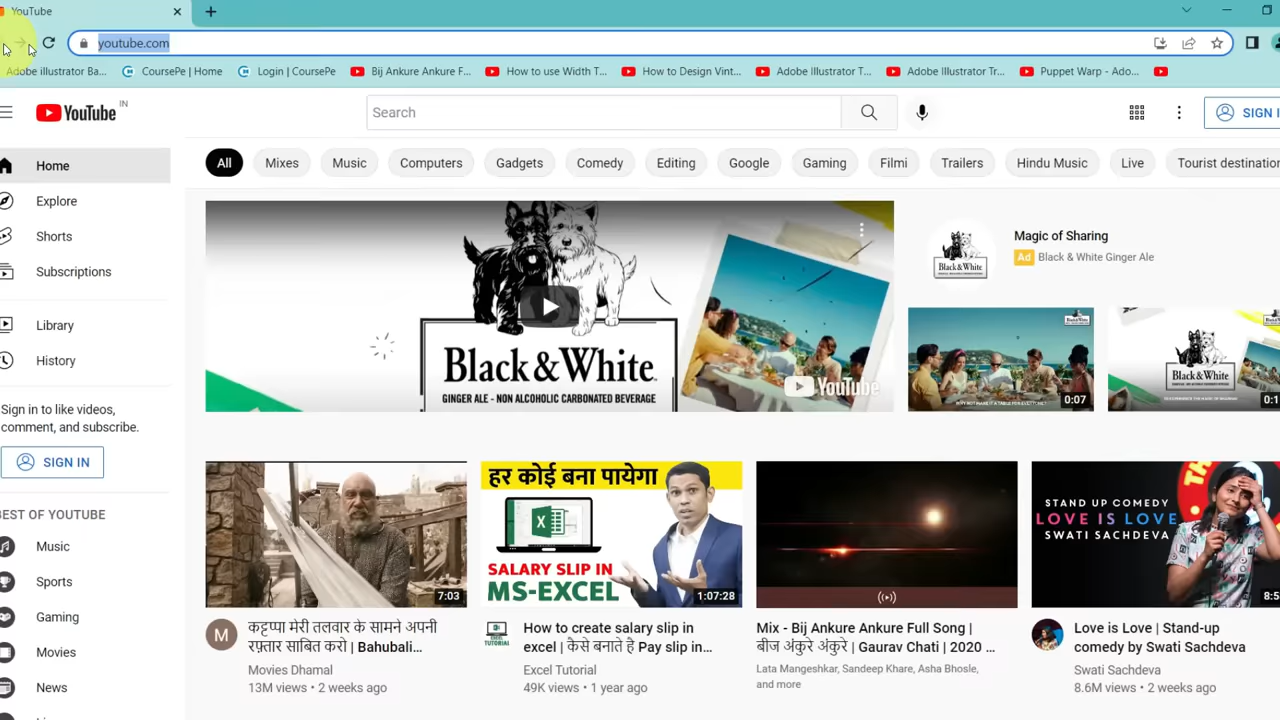 YouTube
youtube.com
Adobe illustrator Ba... CoursePe | Home Login | CoursePe Bij Ankure Ankure F... How to use Width T... How to Design Vint... Adobe Illustrator T... Adobe Illustrator Tr... Puppet Warp - Ado...
YouTube IN
Search
SIGN I
Home
Explore
Shorts
Subscriptions
Library
History
Sign in to like videos,
comment, and subscribe.
SIGN IN
BEST OF YOUTUBE
Music
Sports
Gaming
Movies
News
All Mixes Music Computers Gadgets Comedy Editing Google Gaming Filmi Trailers Hindu Music Live Tourist destination
Black & White
GINGER ALE - NON ALCOHOLIC CARBONATED BEVERAGE
YouTube
Black & White
Magic of Sharing
Ad Black & White Ginger Ale
0:07
0:1
7:03
कट्टप्पा मेरी तलवार के सामने अपनी
रफ़्तार साबित करो | Bahubali...
Movies Dhamal
13M views • 2 weeks ago
हर कोई बना पायेगा
SALARY SLIP IN
MS-EXCEL
1:07:28
How to create salary slip in
excel | कैसे बनाते है Pay slip in...
Excel Tutorial
49K views • 1 year ago
Mix - Bij Ankure Ankure Full Song |
बीज अंकुरे अंकुरे | Gaurav Chati | 2020 ...
Lata Mangeshkar, Sandeep Khare, Asha Bhosle,
and more
STAND UP COMEDY
LOVE IS LOVE
SWATI SACHDEVA
8:5
Love is Love | Stand-up
comedy by Swati Sachdeva
Swati Sachdeva
8.6M views • 2 weeks ago
M